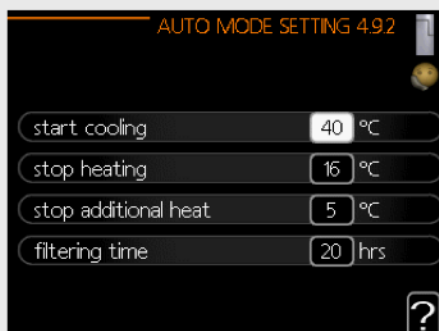 AUTO MODE SETTING 4.9.2
start cooling 40 °C
stop heating 16 °C
stop additional heat 5 °C
filtering time 20 hrs
?